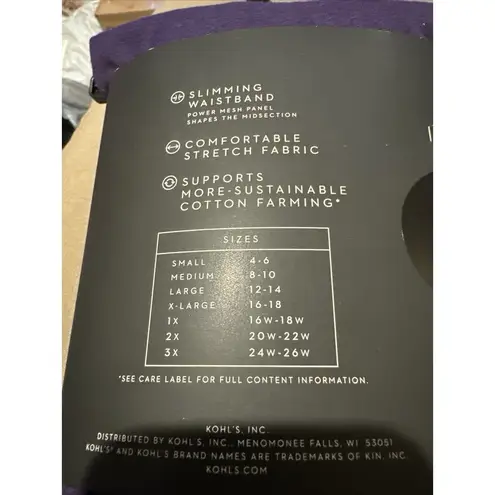 SLIMMING
WAISTBAND
POWER MESH PANEL
SHAPES THE MIDSECTION
COMFORTABLE
STRETCH FABRIC
SUPPORTS
MORE-SUSTAINABLE
COTTON FARMING*
SIZES
SMALL 4-6
MEDIUM 8-10
LARGE 12-14
X-LARGE 16-18
1X 16W-18W
2X 20W-22W
3X 24W-26W
*SEE CARE LABEL FOR FULL CONTENT INFORMATION.
KOHL'S, INC.
DISTRIBUTED BY KOHL'S, INC., MENOMONEE FALLS, WI 53051
KOHL'S® AND KOHL'S BRAND NAMES ARE TRADEMARKS OF KIN, INC.
KOHLS.COM